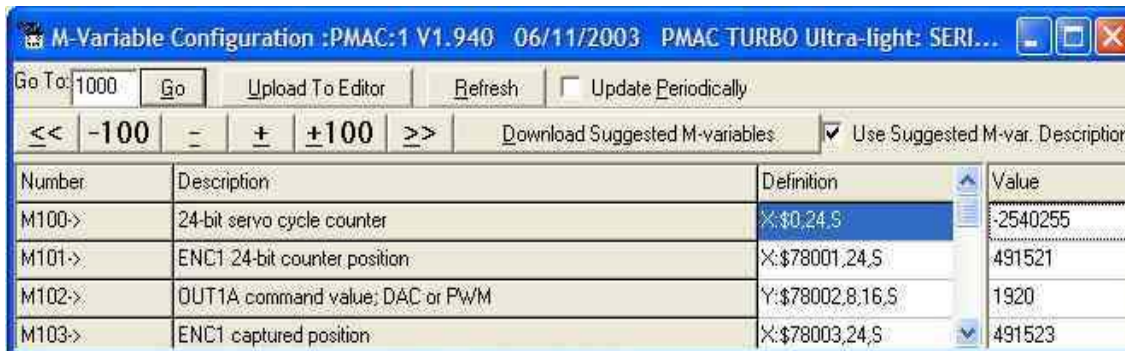 M-Variable Configuration :PMAC:1 V1.940 06/11/2003 PMAC TURBO Ultra-light: SERI...
Go To: 1000 Go Upload To Editor Refresh Update Periodically
<< -100 - + +100 >> Download Suggested M-variables Use Suggested M-var. Description
Number Description Definition Value
M100-> 24-bit servo cycle counter X:$0,24,S -2540255
M101-> ENC1 24-bit counter position X:$78001,24,S 491521
M102-> OUT1A command value; DAC or PWM Y:$78002,8,16,S 1920
M103-> ENC1 captured position X:$78003,24,S 491523